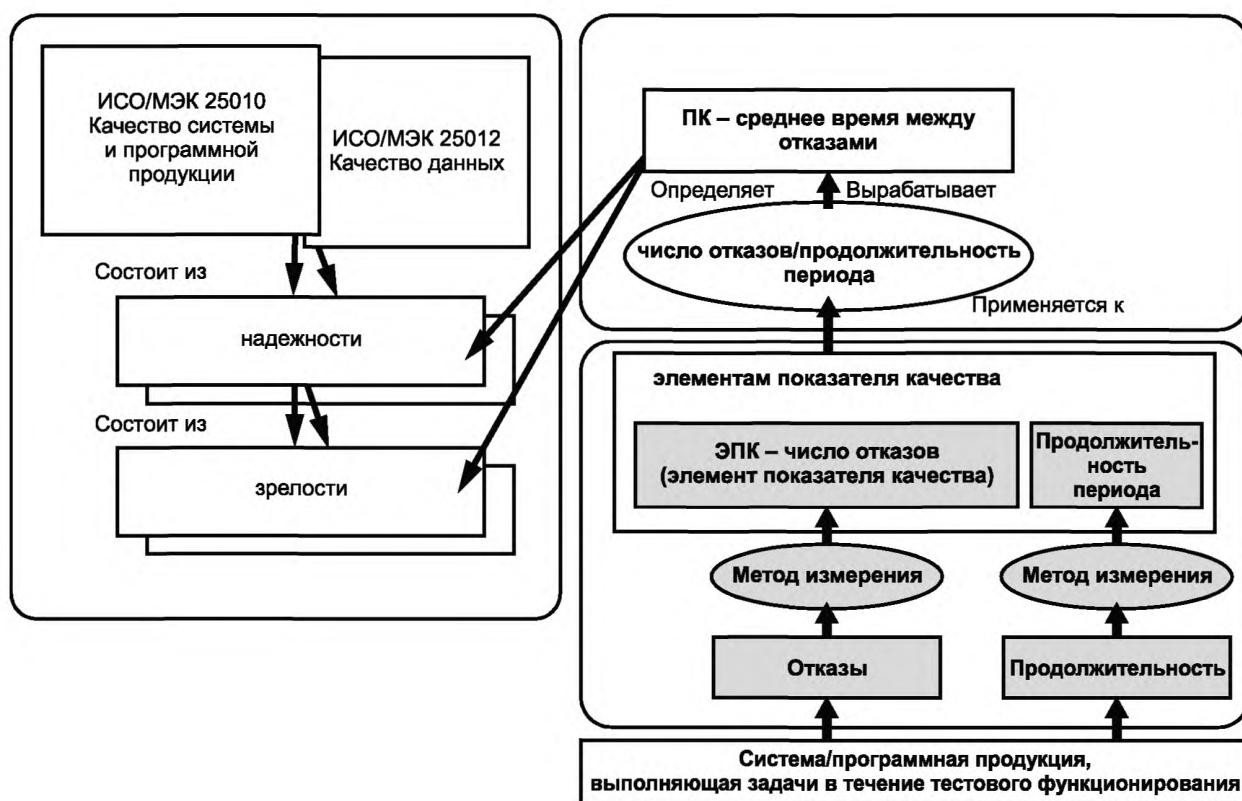 ИСО/МЭК 25010
Качество системы
и программной
продукции
ИСО/МЭК 25012
Качество данных
Состоит из
надежности
Состоит из
зрелости
ПК – среднее время между
отказами
Определяет
Вырабатывает
число отказов/продолжительность
периода
Применяется к
элементам показателя качества
ЭПК – число отказов
(элемент показателя качества)
Продолжитель-
ность
периода
Метод измерения
Метод измерения
Отказы
Продолжительность
Система/программная продукция,
выполняющая задачи в течение тестового функционирования